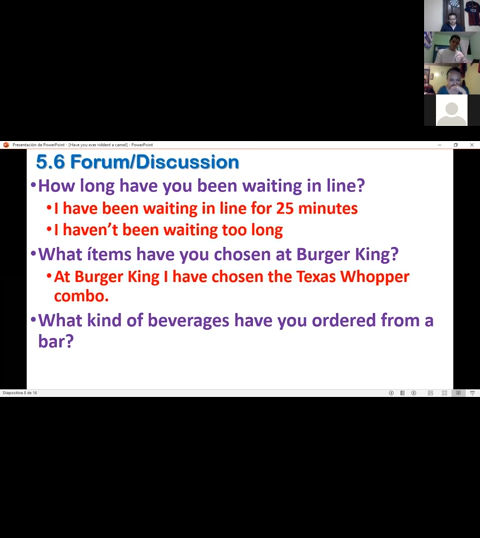 Presentación de PowerPoint - [Have you ever ridden t a camel] - PowerPoint
5.6 Forum/Discussion
•How long have you been waiting in line?
•I have been waiting in line for 25 minutes
•I haven't been waiting too long
•What ítems have you chosen at Burger King?
•At Burger King I have chosen the Texas Whopper
combo.
•What kind of beverages have you ordered from a
bar?
Diapositiva 8 de 16